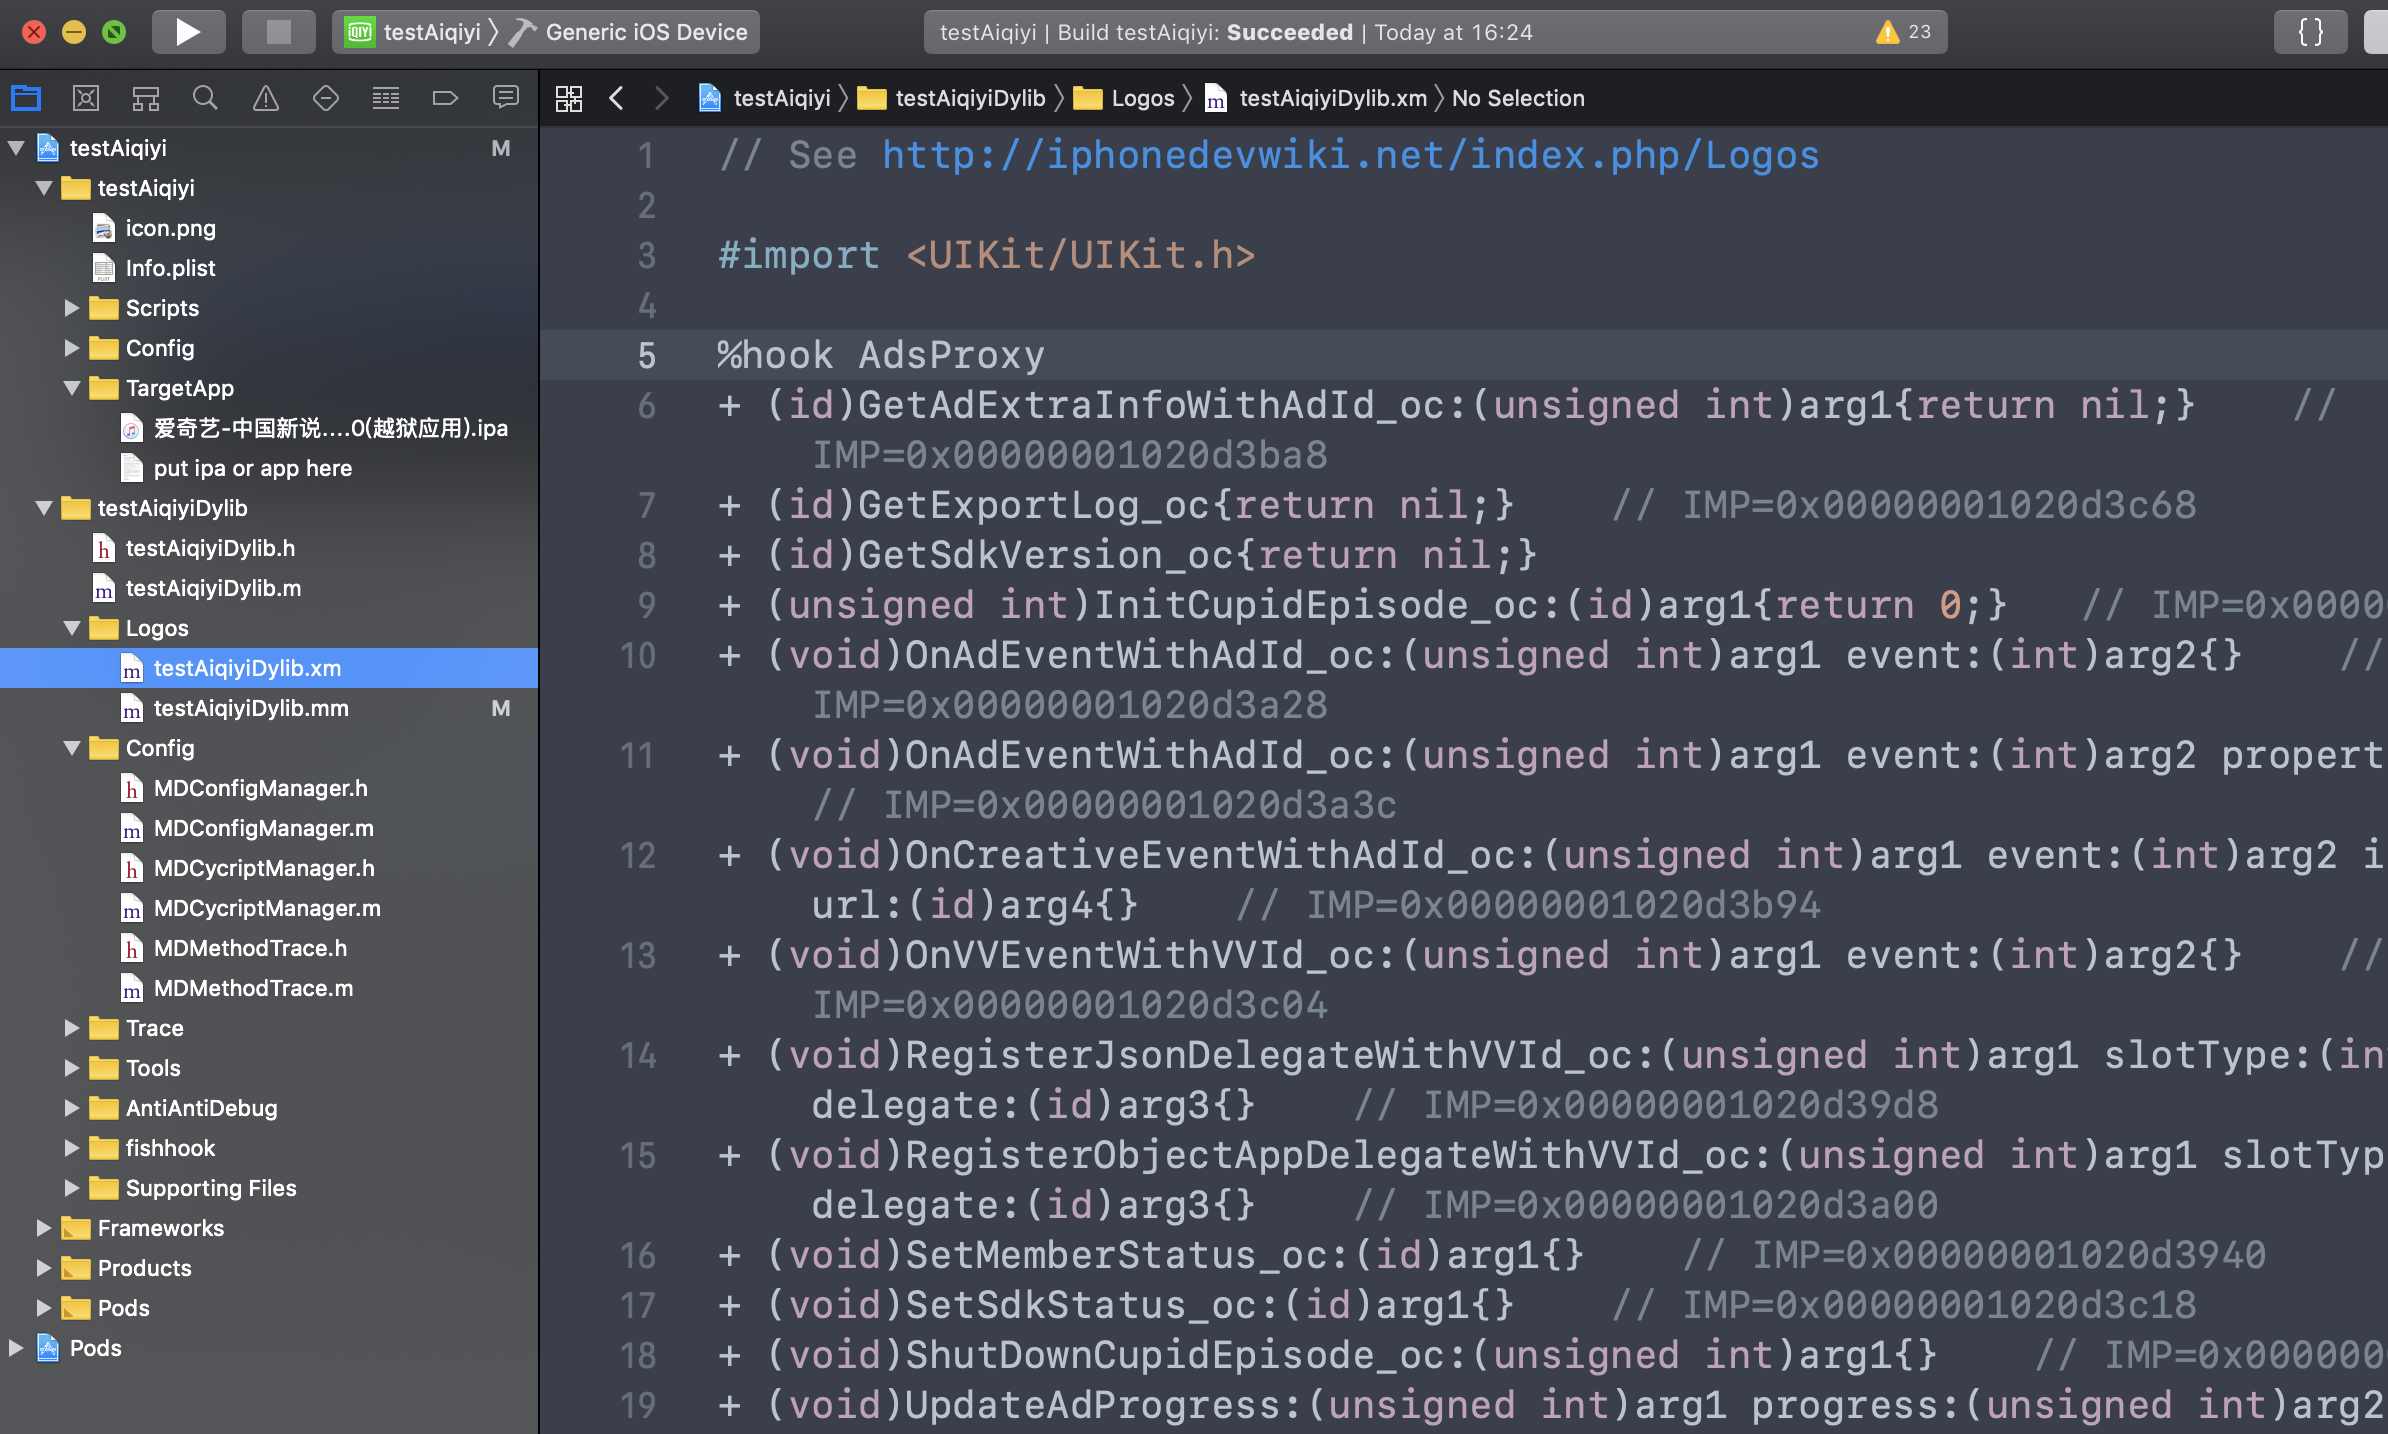 testAiqiyi 〉 Generic iOS Device
testAiqiyi | Build testAiqiyi: Succeeded | Today at 16:24
23
{}
testAiqiyi 〉 testAiqiyiDylib 〉 Logos 〉 testAiqiyiDylib.xm 〉 No Selection
testAiqiyi M
testAiqiyi
icon.png
Info.plist
Scripts
Config
TargetApp
爱奇艺-中国新说....0(越狱应用).ipa
put ipa or app here
testAiqiyiDylib
testAiqiyiDylib.h
testAiqiyiDylib.m
Logos
testAiqiyiDylib.xm
testAiqiyiDylib.mm M
Config
MDConfigManager.h
MDConfigManager.m
MDCycriptManager.h
MDCycriptManager.m
MDMethodTrace.h
MDMethodTrace.m
Trace
Tools
AntiAntiDebug
fishhook
Supporting Files
Frameworks
Products
Pods
Pods
1 // See http://iphonedevwiki.net/index.php/Logos
2
3 #import <UIKit/UIKit.h>
4
5 %hook AdsProxy
6 + (id)GetAdExtraInfoWithAdId_oc:(unsigned int)arg1{return nil;} //
IMP=0x00000001020d3ba8
7 + (id)GetExportLog_oc{return nil;} // IMP=0x00000001020d3c68
8 + (id)GetSdkVersion_oc{return nil;}
9 + (unsigned int)InitCupidEpisode_oc:(id)arg1{return 0;} // IMP=0x0000
10 + (void)OnAdEventWithAdId_oc:(unsigned int)arg1 event:(int)arg2{} //
IMP=0x00000001020d3a28
11 + (void)OnAdEventWithAdId_oc:(unsigned int)arg1 event:(int)arg2 propert
// IMP=0x00000001020d3a3c
12 + (void)OnCreativeEventWithAdId_oc:(unsigned int)arg1 event:(int)arg2 i
url:(id)arg4{} // IMP=0x00000001020d3b94
13 + (void)OnVVEventWithVVId_oc:(unsigned int)arg1 event:(int)arg2{} //
IMP=0x00000001020d3c04
14 + (void)RegisterJsonDelegateWithVVId_oc:(unsigned int)arg1 slotType:(in
delegate:(id)arg3{} // IMP=0x00000001020d39d8
15 + (void)RegisterObjectAppDelegateWithVVId_oc:(unsigned int)arg1 slotTyp
delegate:(id)arg3{} // IMP=0x00000001020d3a00
16 + (void)SetMemberStatus_oc:(id)arg1{} // IMP=0x00000001020d3940
17 + (void)SetSdkStatus_oc:(id)arg1{} // IMP=0x00000001020d3c18
18 + (void)ShutDownCupidEpisode_oc:(unsigned int)arg1{} // IMP=0x000000
19 + (void)UpdateAdProgress:(unsigned int)arg1 progress:(unsigned int)arg2